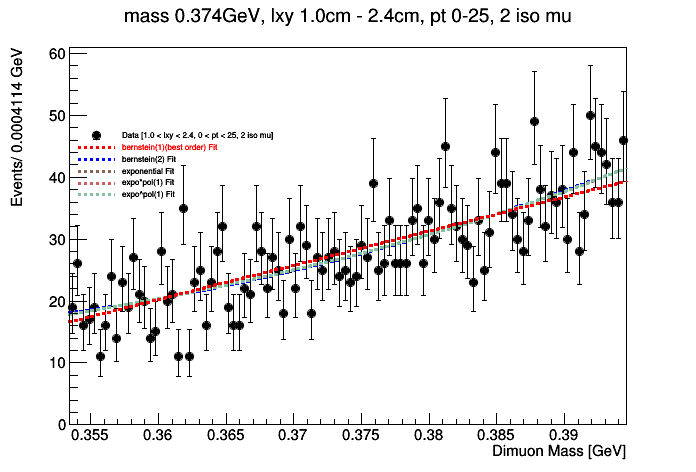 mass 0.374GeV, lxy 1.0cm - 2.4cm, pt 0-25, 2 iso mu
Events/ 0.0004114 GeV
60
50
40
30
20
10
0
Data [1.0 < lxy < 2.4, 0 < pt < 25, 2 iso mu]
bernstein(1)(best order) Fit
bernstein(2) Fit
exponential Fit
expo*pol(1) Fit
expo^pol(1) Fit
0.355 0.36 0.365 0.37 0.375 0.38 0.385 0.39
Dimuon Mass [GeV]